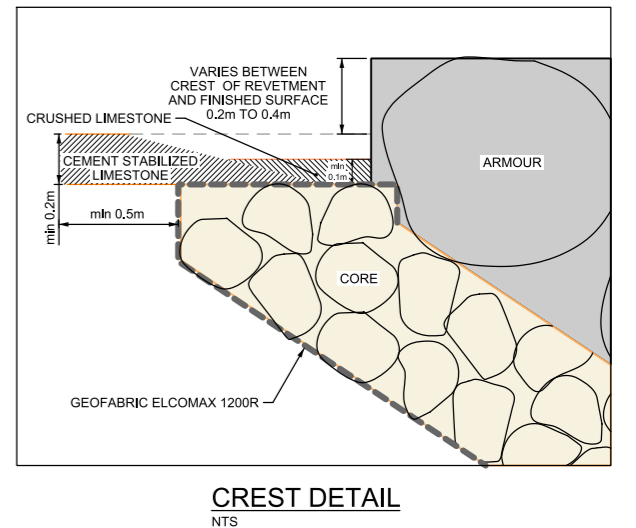 VARIES BETWEEN
CREST OF REVETMENT
AND FINISHED SURFACE
0.2m TO 0.4m
CRUSHED LIMESTONE
CEMENT STABILIZED
LIMESTONE
min
0.1m
ARMOUR
min 0.2m
min 0.5m
CORE
GEOFABRIC ELCOMAX 1200R
CREST DETAIL
NTS